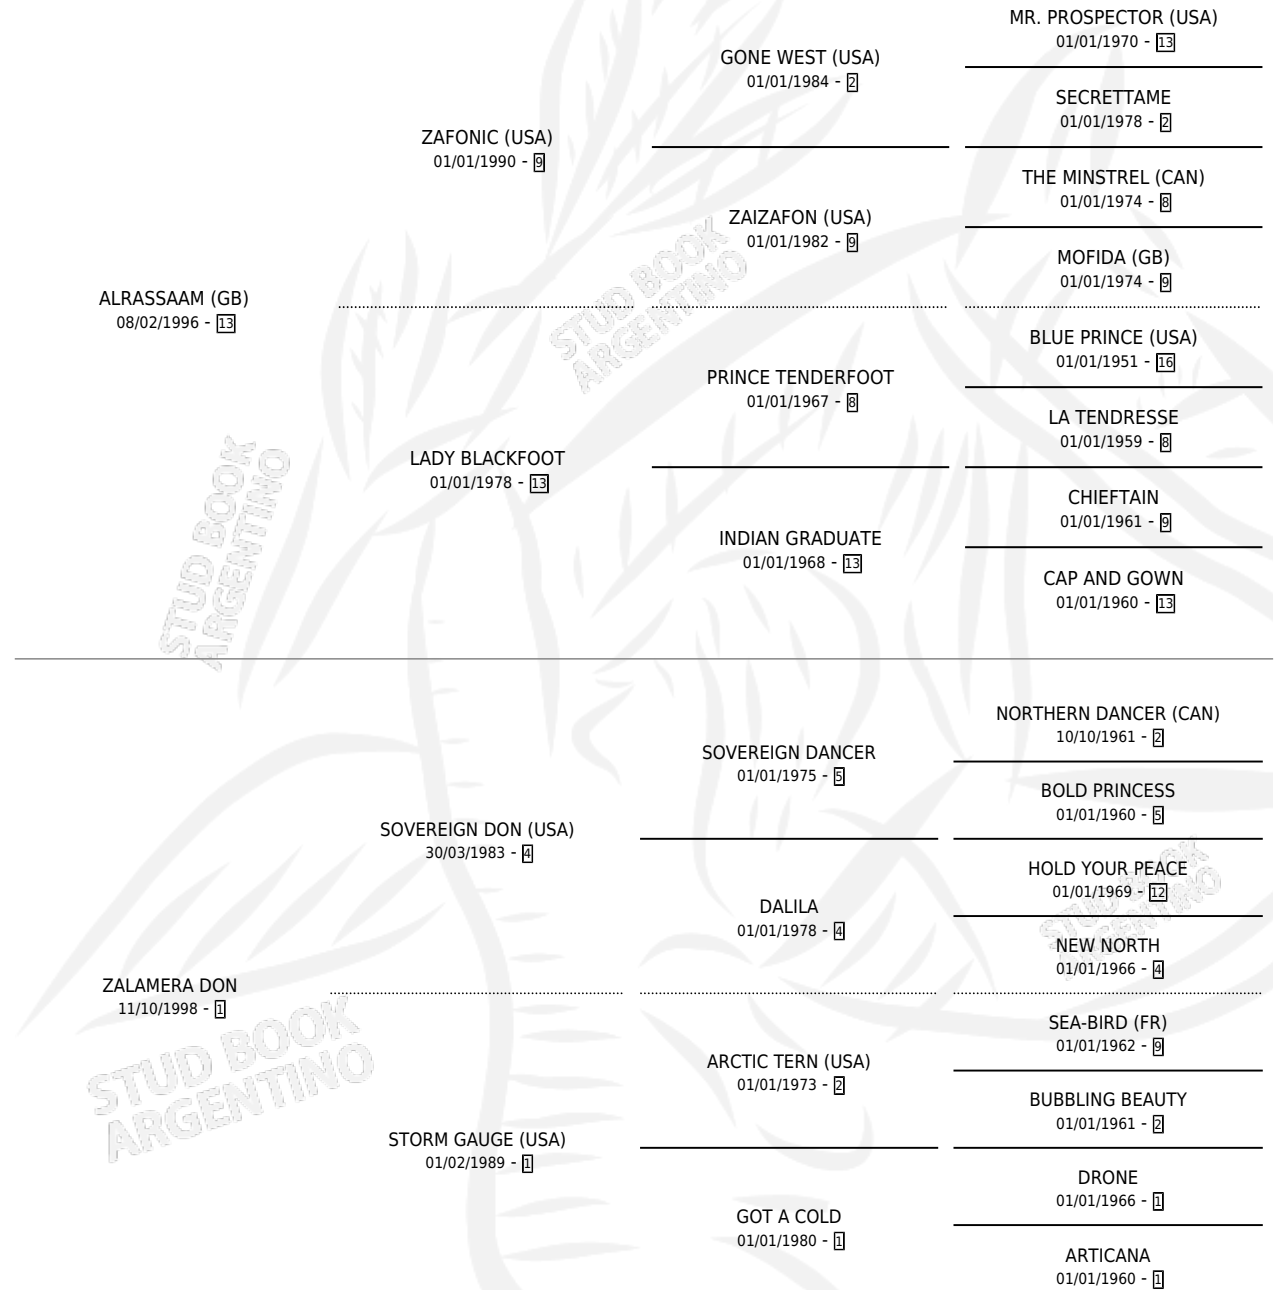 MR. PROSPECTOR (USA)
01/01/1970 - 13
GONE WEST (USA)
01/01/1984 - 2
SECRETTAME
01/01/1978 - 2
ZAFONIC (USA)
01/01/1990 - 9
THE MINSTREL (CAN)
01/01/1974 - 8
ZAIZAFON (USA)
01/01/1982 - 9
MOFIDA (GB)
01/01/1974 - 9
ALRASSAAM (GB)
08/02/1996 - 13
BLUE PRINCE (USA)
01/01/1951 - 16
PRINCE TENDERFOOT
01/01/1967 - 8
LA TENDRESSE
01/01/1959 - 8
LADY BLACKFOOT
01/01/1978 - 13
CHIEFTAIN
01/01/1961 - 9
INDIAN GRADUATE
01/01/1968 - 13
CAP AND GOWN
01/01/1960 - 13
STUD BOOK
ARGENTINO
STUD BOOK
ARGENTINO
NORTHERN DANCER (CAN)
10/10/1961 - 2
SOVEREIGN DANCER
01/01/1975 - 5
BOLD PRINCESS
01/01/1960 - 5
SOVEREIGN DON (USA)
30/03/1983 - 4
HOLD YOUR PEACE
01/01/1969 - 12
DALILA
01/01/1978 - 4
NEW NORTH
01/01/1966 - 4
STUD BOOK
ARGENTINO
ZALAMERA DON
11/10/1998 - 1
SEA-BIRD (FR)
01/01/1962 - 9
ARCTIC TERN (USA)
01/01/1973 - 2
BUBBLING BEAUTY
01/01/1961 - 2
STORM GAUGE (USA)
01/02/1989 - 1
DRONE
01/01/1966 - 1
GOT A COLD
01/01/1980 - 1
ARTICANA
01/01/1960 - 1
STUD BOOK
ARGENTINO